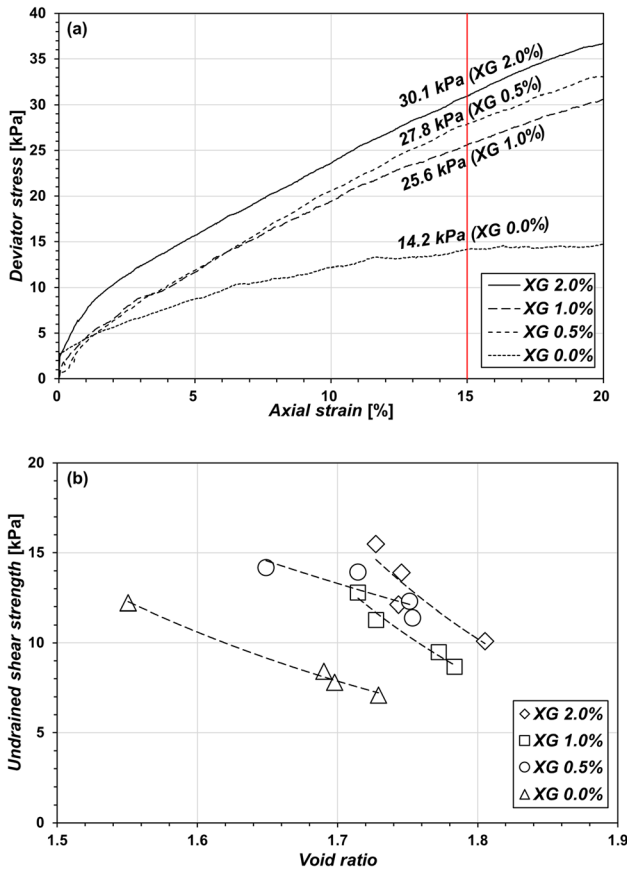 (a)
40
35
30
25
20
15
10
5
0
Deviator stress [kPa]
30.1 kPa (XG 2.0%)
27.8 kPa (XG 0.5%)
25.6 kPa (XG 1.0%)
14.2 kPa (XG 0.0%)
XG 2.0%
XG 1.0%
XG 0.5%
XG 0.0%
0 5 10 15 20
Axial strain [%]
(b)
20
15
10
5
0
Undrained shear strength [kPa]
XG 2.0%
XG 1.0%
XG 0.5%
XG 0.0%
1.5 1.6 1.7 1.8 1.9
Void ratio